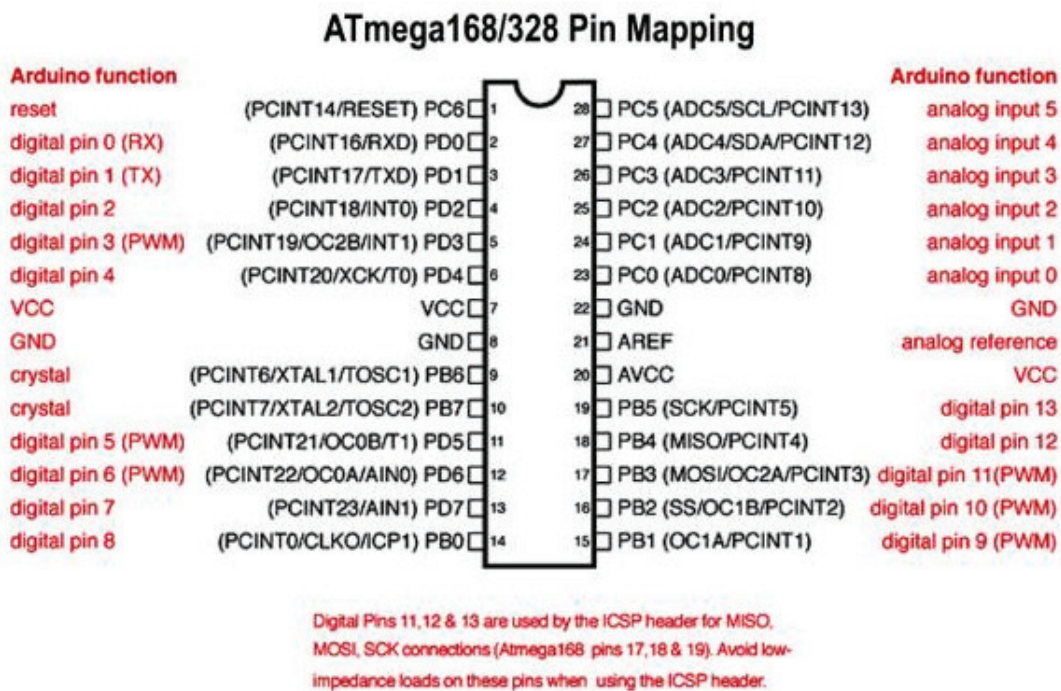 ATmega168/328 Pin Mapping
Arduino function Arduino function
reset (PCINT14/RESET) PC6 1 28 PC5 (ADC5/SCL/PCINT13) analog input 5
digital pin 0 (RX) (PCINT16/RXD) PD0 2 27 PC4 (ADC4/SDA/PCINT12) analog input 4
digital pin 1 (TX) (PCINT17/TXD) PD1 3 26 PC3 (ADC3/PCINT11) analog input 3
digital pin 2 (PCINT18/INT0) PD2 4 25 PC2 (ADC2/PCINT10) analog input 2
digital pin 3 (PWM) (PCINT19/OC2B/INT1) PD3 5 24 PC1 (ADC1/PCINT9) analog input 1
digital pin 4 (PCINT20/XCK/T0) PD4 6 23 PC0 (ADC0/PCINT8) analog input 0
VCC VCC 7 22 GND GND
GND GND 8 21 AREF analog reference
crystal (PCINT6/XTAL1/TOSC1) PB6 9 20 AVCC VCC
crystal (PCINT7/XTAL2/TOSC2) PB7 10 19 PB5 (SCK/PCINT5) digital pin 13
digital pin 5 (PWM) (PCINT21/OC0B/T1) PD5 11 18 PB4 (MISO/PCINT4) digital pin 12
digital pin 6 (PWM) (PCINT22/OC0A/AIN0) PD6 12 17 PB3 (MOSI/OC2A/PCINT3) digital pin 11(PWM)
digital pin 7 (PCINT23/AIN1) PD7 13 16 PB2 (SS/OC1B/PCINT2) digital pin 10 (PWM)
digital pin 8 (PCINT0/CLKO/ICP1) PB0 14 15 PB1 (OC1A/PCINT1) digital pin 9 (PWM)
Digital Pins 11,12 & 13 are used by the ICSP header for MISO,
MOSI, SCK connections (Atmega168 pins 17,18 & 19). Avoid low-
impedance loads on these pins when using the ICSP header.